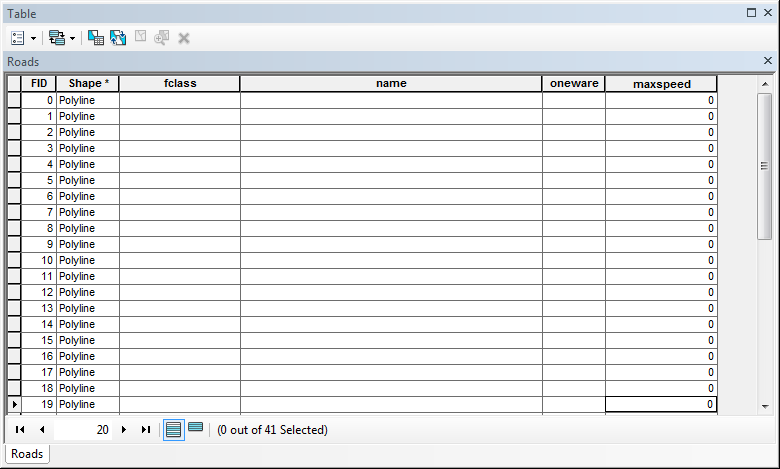 Table
Roads
FID Shape * fclass name oneware maxspeed
0 Polyline 0
1 Polyline 0
2 Polyline 0
3 Polyline 0
4 Polyline 0
5 Polyline 0
6 Polyline 0
7 Polyline 0
8 Polyline 0
9 Polyline 0
10 Polyline 0
11 Polyline 0
12 Polyline 0
13 Polyline 0
14 Polyline 0
15 Polyline 0
16 Polyline 0
17 Polyline 0
18 Polyline 0
19 Polyline 0
20 (0 out of 41 Selected)
Roads